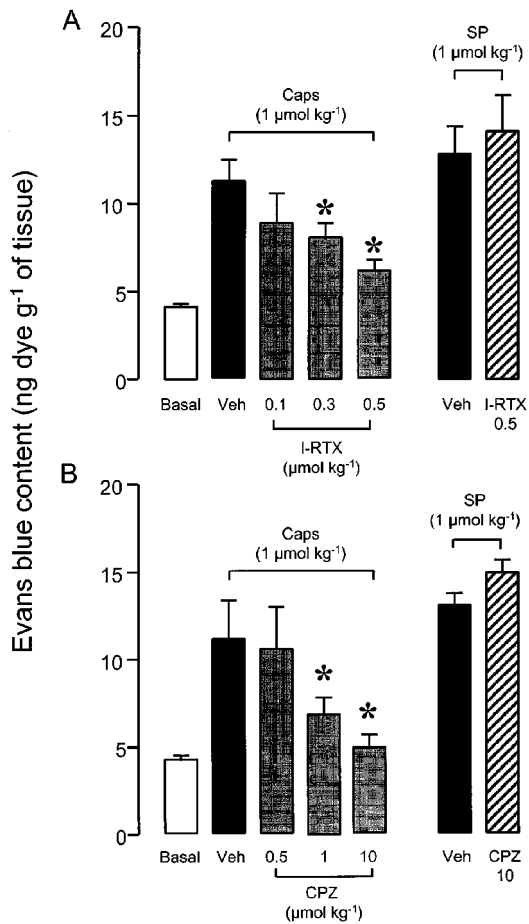 Evans blue content (ng dye g⁻¹ of tissue)
A
20
15
10
5
0
Caps
(1 µmol kg⁻¹)
*
*
SP
(1 µmol kg⁻¹)
Basal Veh 0.1 0.3 0.5 Veh I-RTX
0.5
I-RTX
(µmol kg⁻¹)
B
20
15
10
5
0
Caps
(1 µmol kg⁻¹)
*
*
SP
(1 µmol kg⁻¹)
Basal Veh 0.5 1 10 Veh CPZ
10
CPZ
(µmol kg⁻¹)